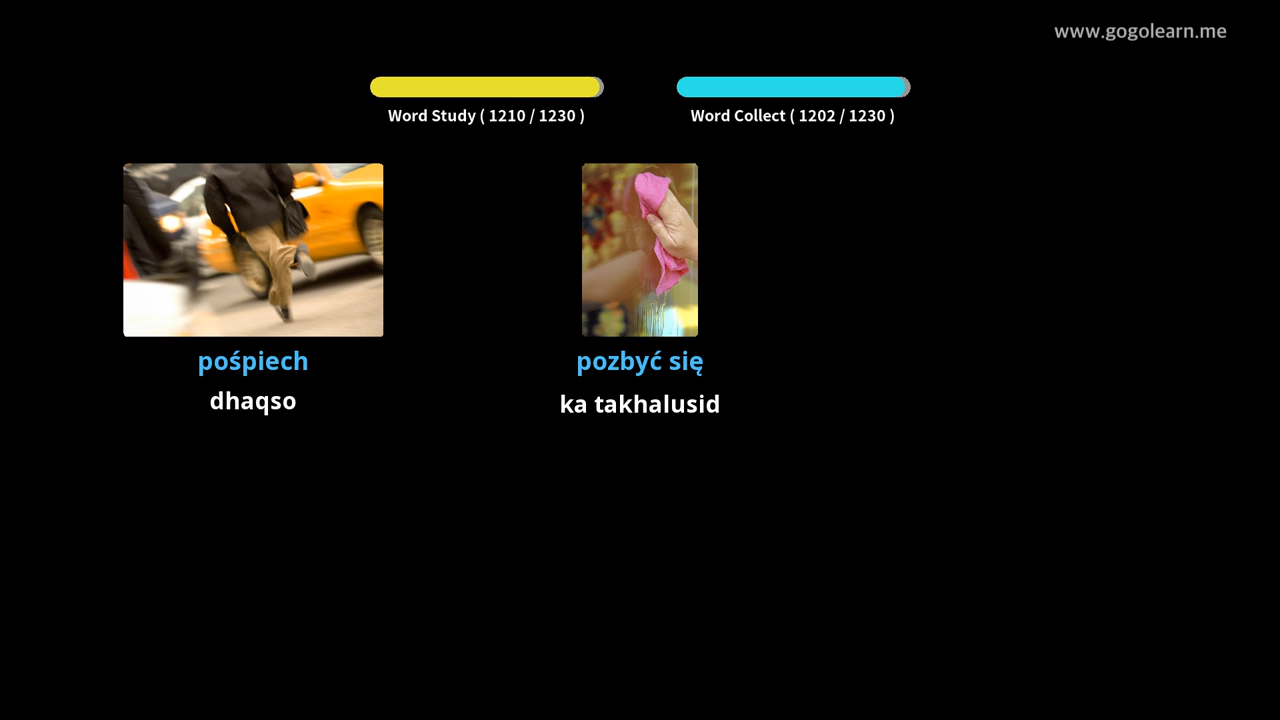 www.gogolearn.me
Word Study ( 1210 / 1230 )
Word Collect ( 1202 / 1230 )
pośpiech
dhaqso
pozbyć się
ka takhalusid